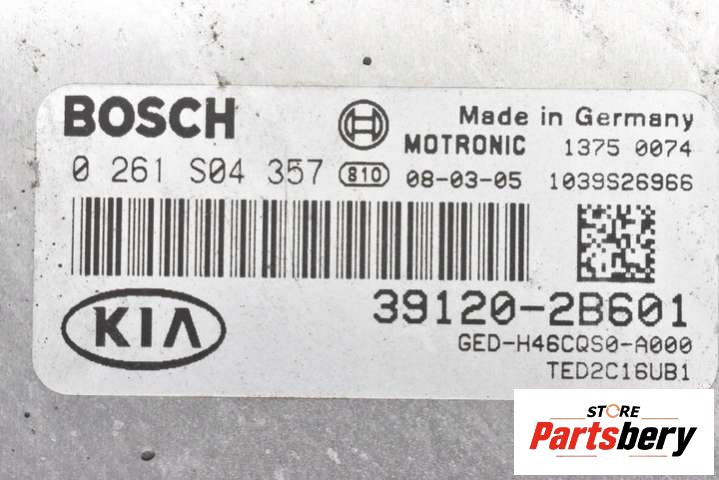 BOSCH
Made in Germany
MOTRONIC 1375 0074
0 261 S04 357 810 08-03-05 1039S26966
KIA
39120-2B601
GED-H46CQS0-A000
TED2C16UB1
STORE
Partsbery